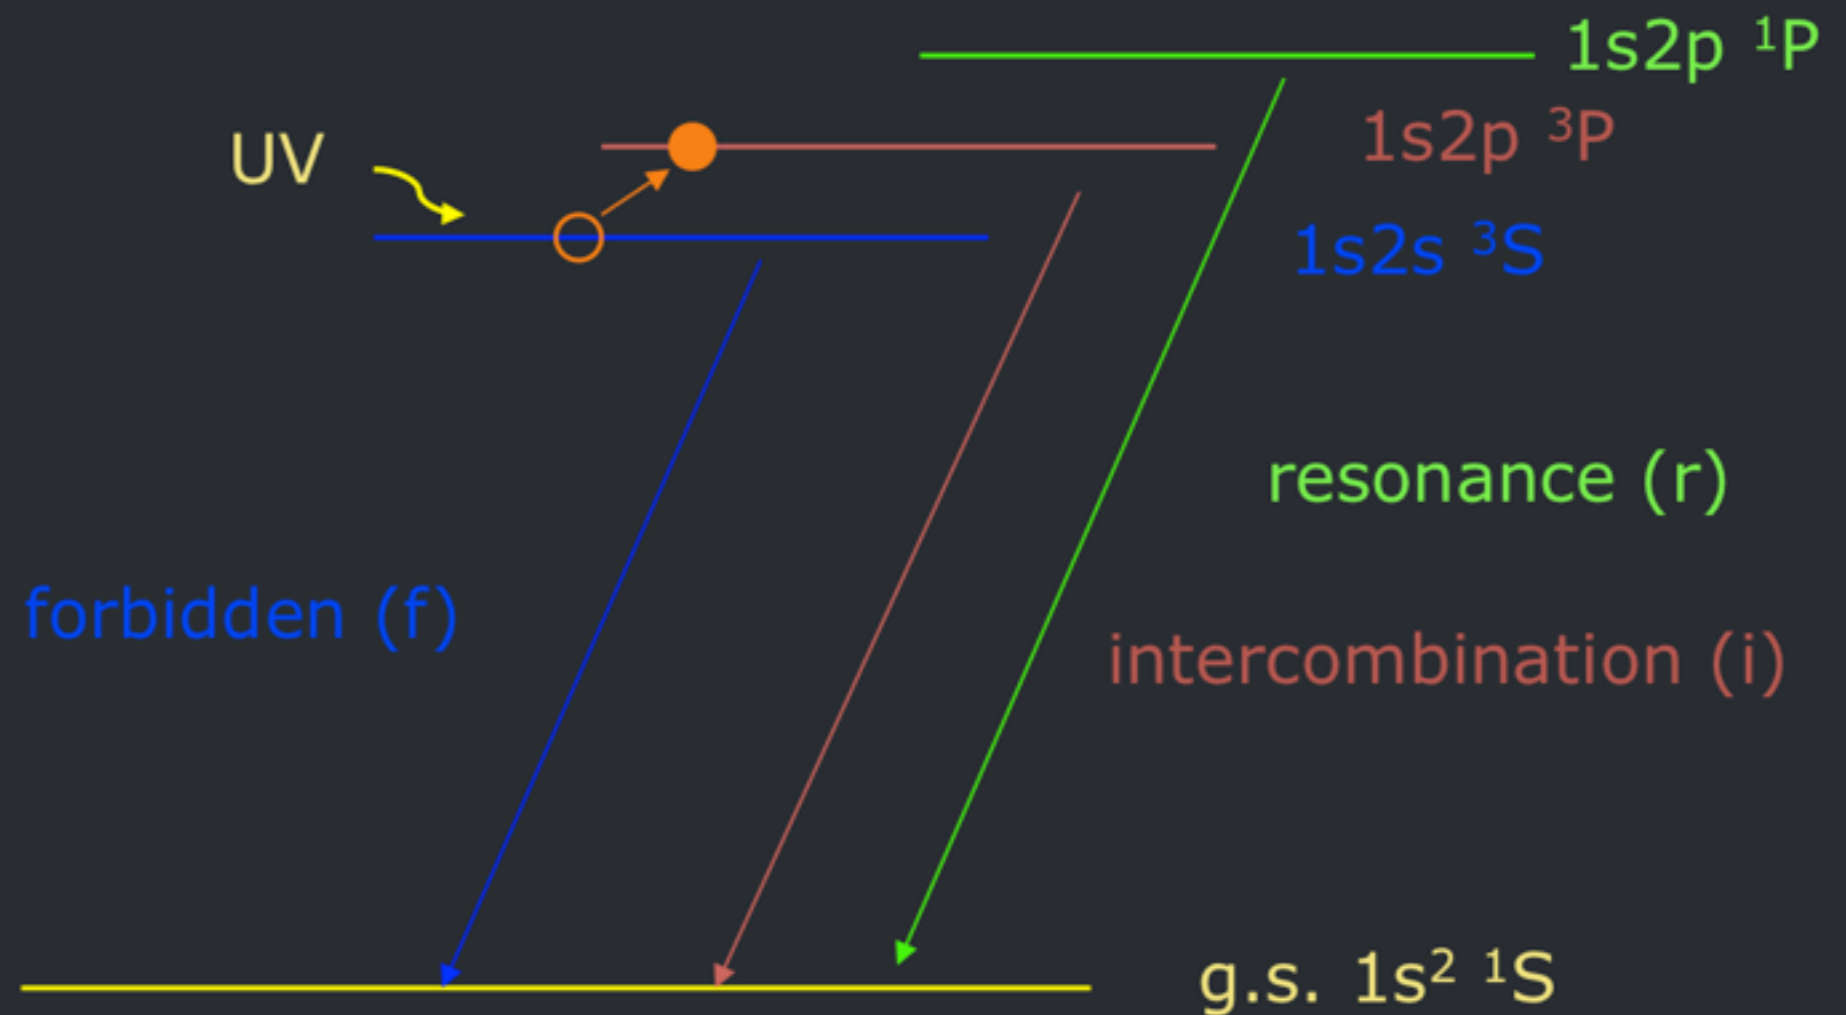 1s2p ¹P
1s2p ³P
UV
1s2s ³S
resonance (r)
forbidden (f)
intercombination (i)
g.s. 1s² ¹S